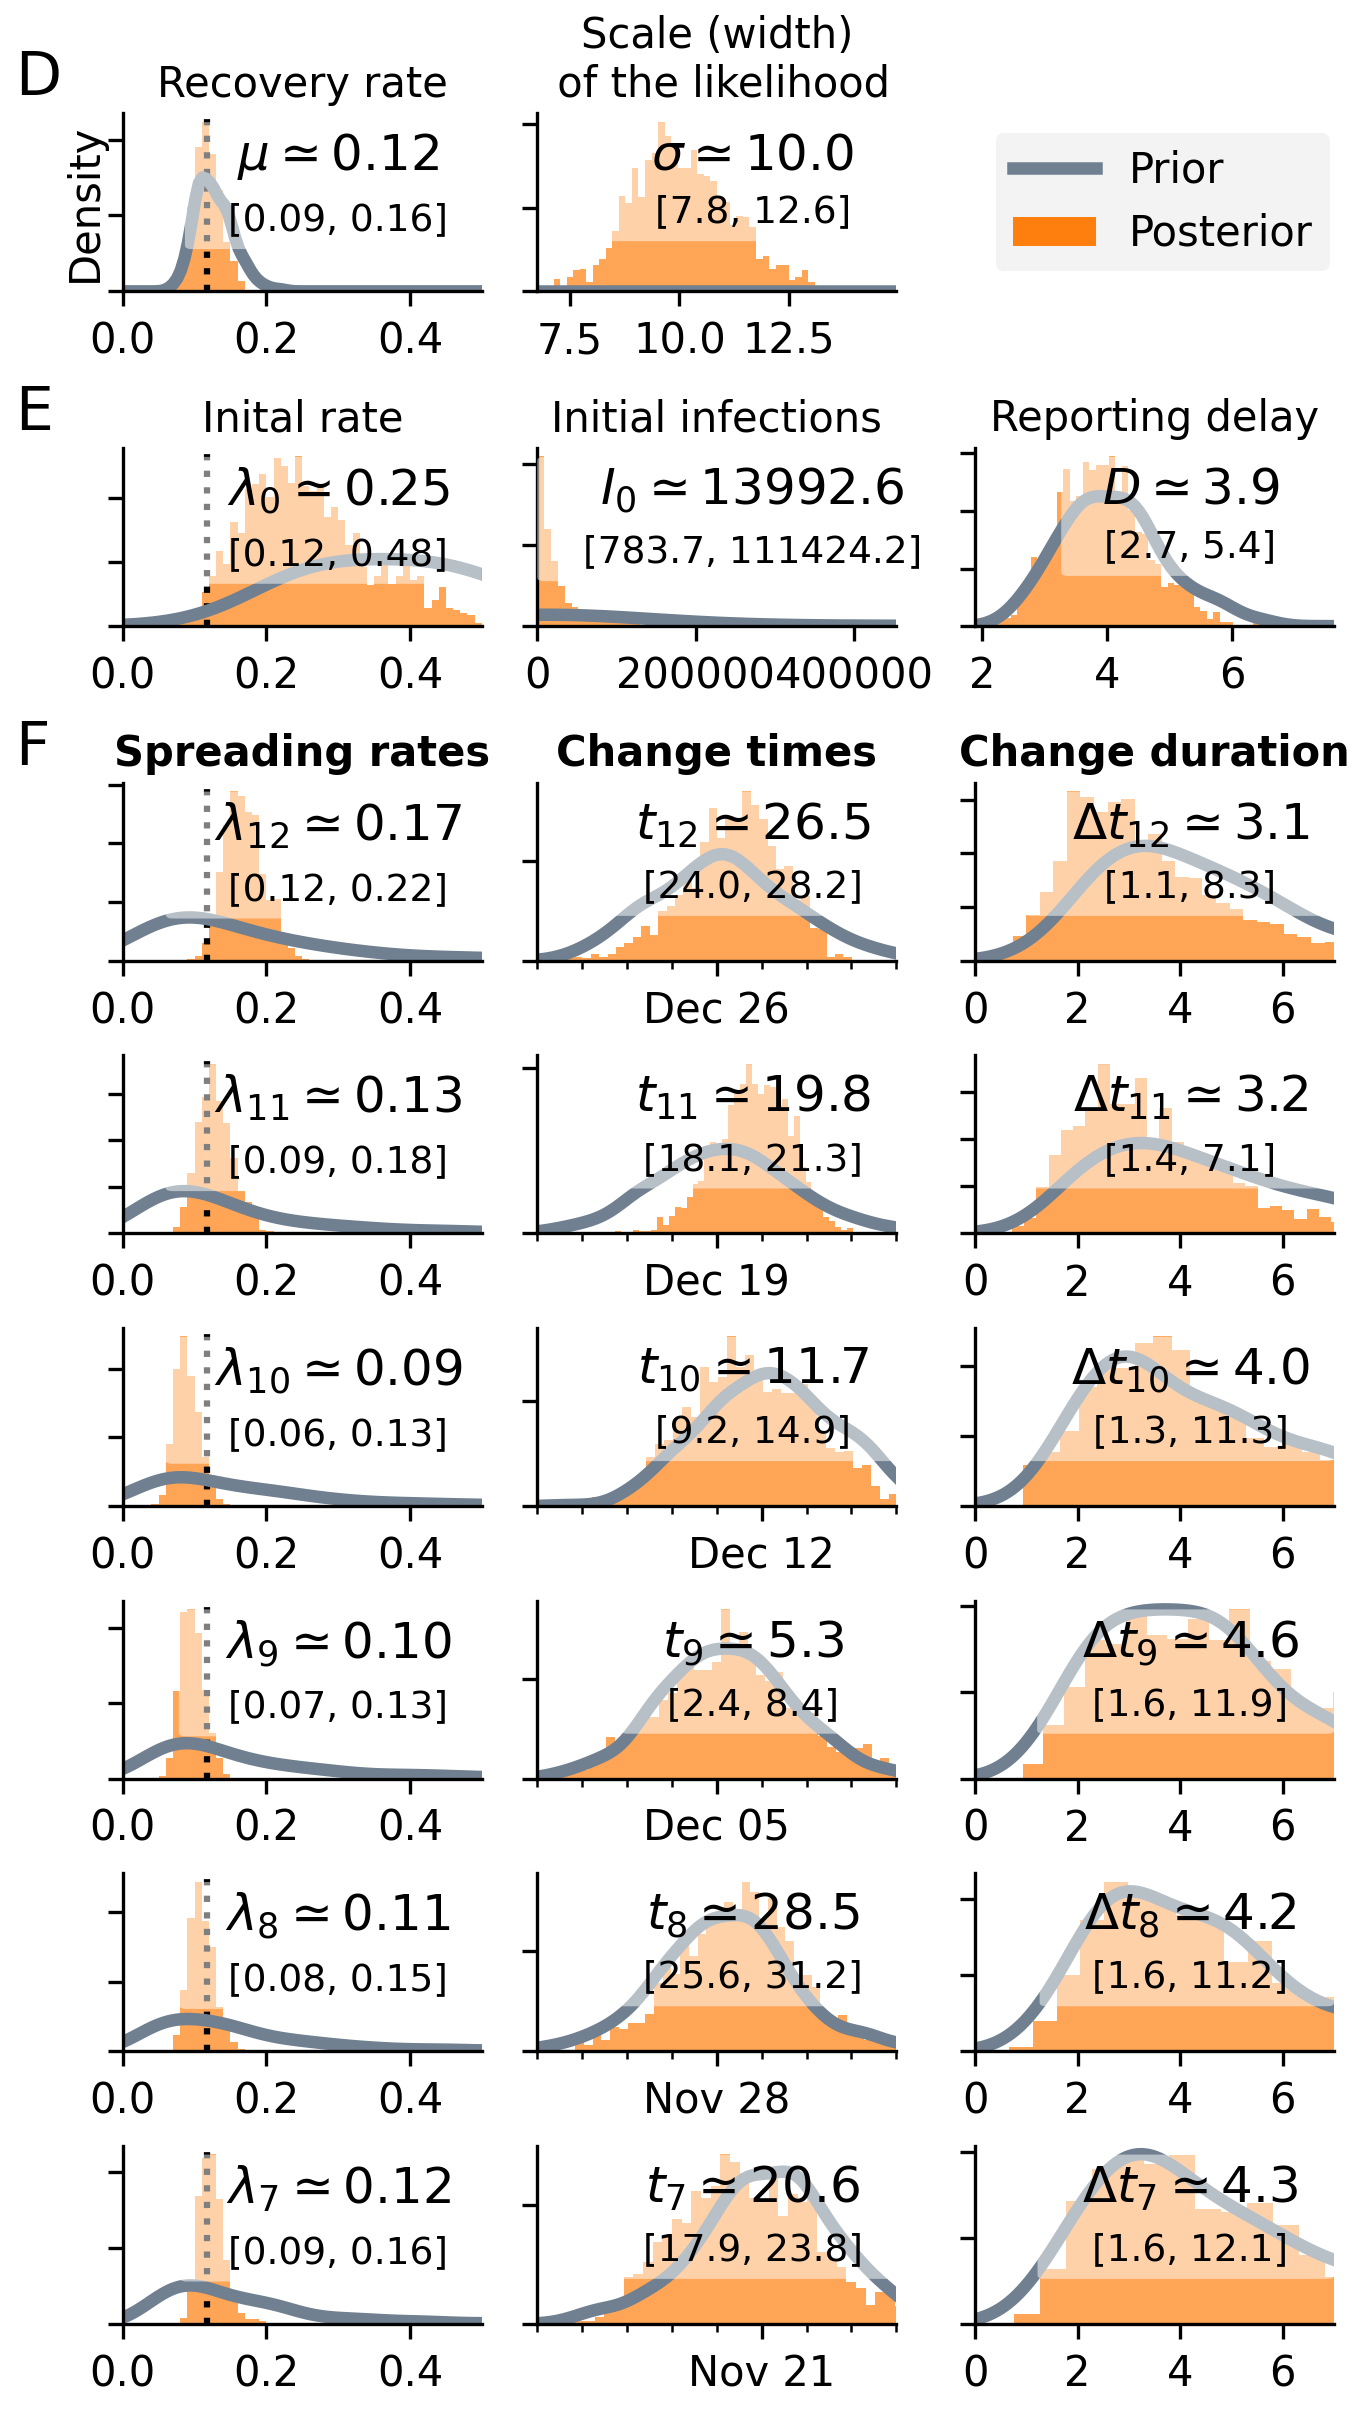 D
Recovery rate
Scale (width)
of the likelihood
Density
μ ≃ 0.12
[0.09, 0.16]
0.0 0.2 0.4
σ ≃ 10.0
[7.8, 12.6]
7.5 10.0 12.5
Prior
Posterior
E
Inital rate
λ0 ≃ 0.25
[0.12, 0.48]
0.0 0.2 0.4
Initial infections
I0 ≃ 13992.6
[783.7, 111424.2]
0 200000 400000
Reporting delay
D ≃ 3.9
[2.7, 5.4]
2 4 6
F
Spreading rates
Change times
Change duration
λ12 ≃ 0.17
[0.12, 0.22]
0.0 0.2 0.4
t12 ≃ 26.5
[24.0, 28.2]
Dec 26
Δt12 ≃ 3.1
[1.1, 8.3]
0 2 4 6
λ11 ≃ 0.13
[0.09, 0.18]
0.0 0.2 0.4
t11 ≃ 19.8
[18.1, 21.3]
Dec 19
Δt11 ≃ 3.2
[1.4, 7.1]
0 2 4 6
λ10 ≃ 0.09
[0.06, 0.13]
0.0 0.2 0.4
t10 ≃ 11.7
[9.2, 14.9]
Dec 12
Δt10 ≃ 4.0
[1.3, 11.3]
0 2 4 6
λ9 ≃ 0.10
[0.07, 0.13]
0.0 0.2 0.4
t9 ≃ 5.3
[2.4, 8.4]
Dec 05
Δt9 ≃ 4.6
[1.6, 11.9]
0 2 4 6
λ8 ≃ 0.11
[0.08, 0.15]
0.0 0.2 0.4
t8 ≃ 28.5
[25.6, 31.2]
Nov 28
Δt8 ≃ 4.2
[1.6, 11.2]
0 2 4 6
λ7 ≃ 0.12
[0.09, 0.16]
0.0 0.2 0.4
t7 ≃ 20.6
[17.9, 23.8]
Nov 21
Δt7 ≃ 4.3
[1.6, 12.1]
0 2 4 6